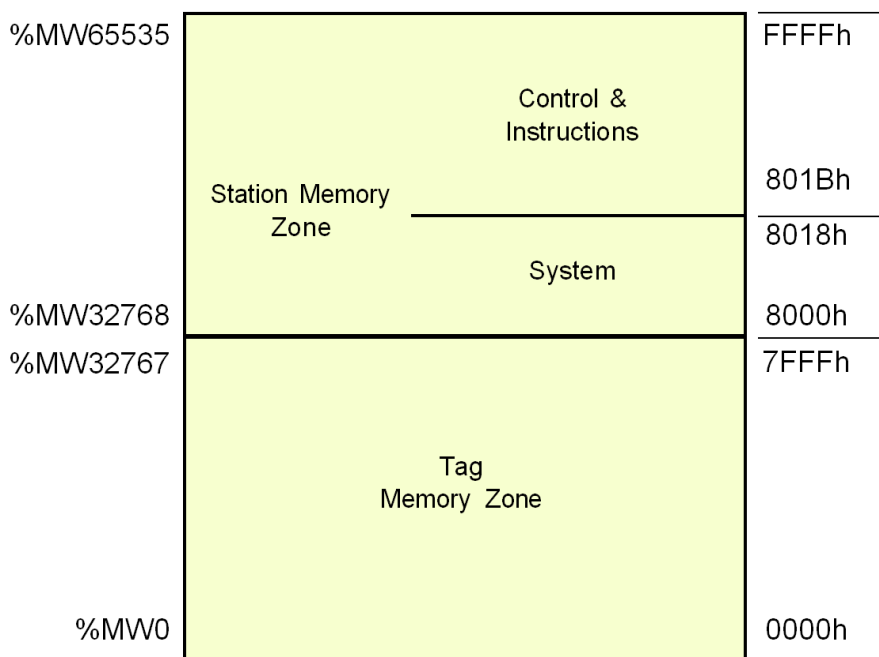 %MW65535
FFFFh
Control &
Instructions
801Bh
Station Memory
Zone
8018h
System
%MW32768
8000h
%MW32767
7FFFh
Tag
Memory Zone
%MW0
0000h